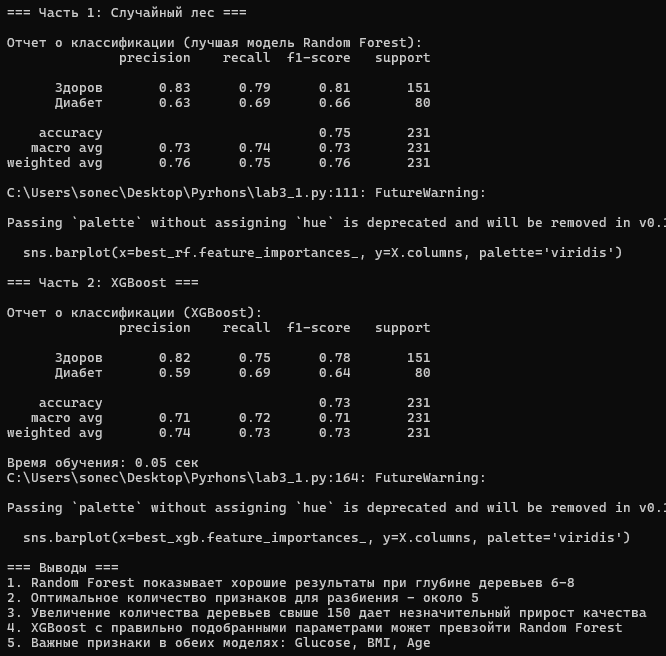 === Часть 1: Случайный лес ===
Отчет о классификации (лучшая модель Random Forest):
precision recall f1-score support
Здоров 0.83 0.79 0.81 151
Диабет 0.63 0.69 0.66 80
accuracy 0.75 231
macro avg 0.73 0.74 0.73 231
weighted avg 0.76 0.75 0.76 231
C:\Users\sonec\Desktop\Pyrhons\lab3_1.py:111: FutureWarning:
Passing `palette` without assigning `hue` is deprecated and will be removed in v0.1
sns.barplot(x=best_rf.feature_importances_, y=X.columns, palette='viridis')
=== Часть 2: XGBoost ===
Отчет о классификации (XGBoost):
precision recall f1-score support
Здоров 0.82 0.75 0.78 151
Диабет 0.59 0.69 0.64 80
accuracy 0.73 231
macro avg 0.71 0.72 0.71 231
weighted avg 0.74 0.73 0.73 231
Время обучения: 0.05 сек
C:\Users\sonec\Desktop\Pyrhons\lab3_1.py:164: FutureWarning:
Passing `palette` without assigning `hue` is deprecated and will be removed in v0.1
sns.barplot(x=best_xgb.feature_importances_, y=X.columns, palette='viridis')
=== Выводы ===
1. Random Forest показывает хорошие результаты при глубине деревьев 6-8
2. Оптимальное количество признаков для разбиения - около 5
3. Увеличение количества деревьев свыше 150 дает незначительный прирост качества
4. XGBoost с правильно подобранными параметрами может превзойти Random Forest
5. Важные признаки в обеих моделях: Glucose, BMI, Age